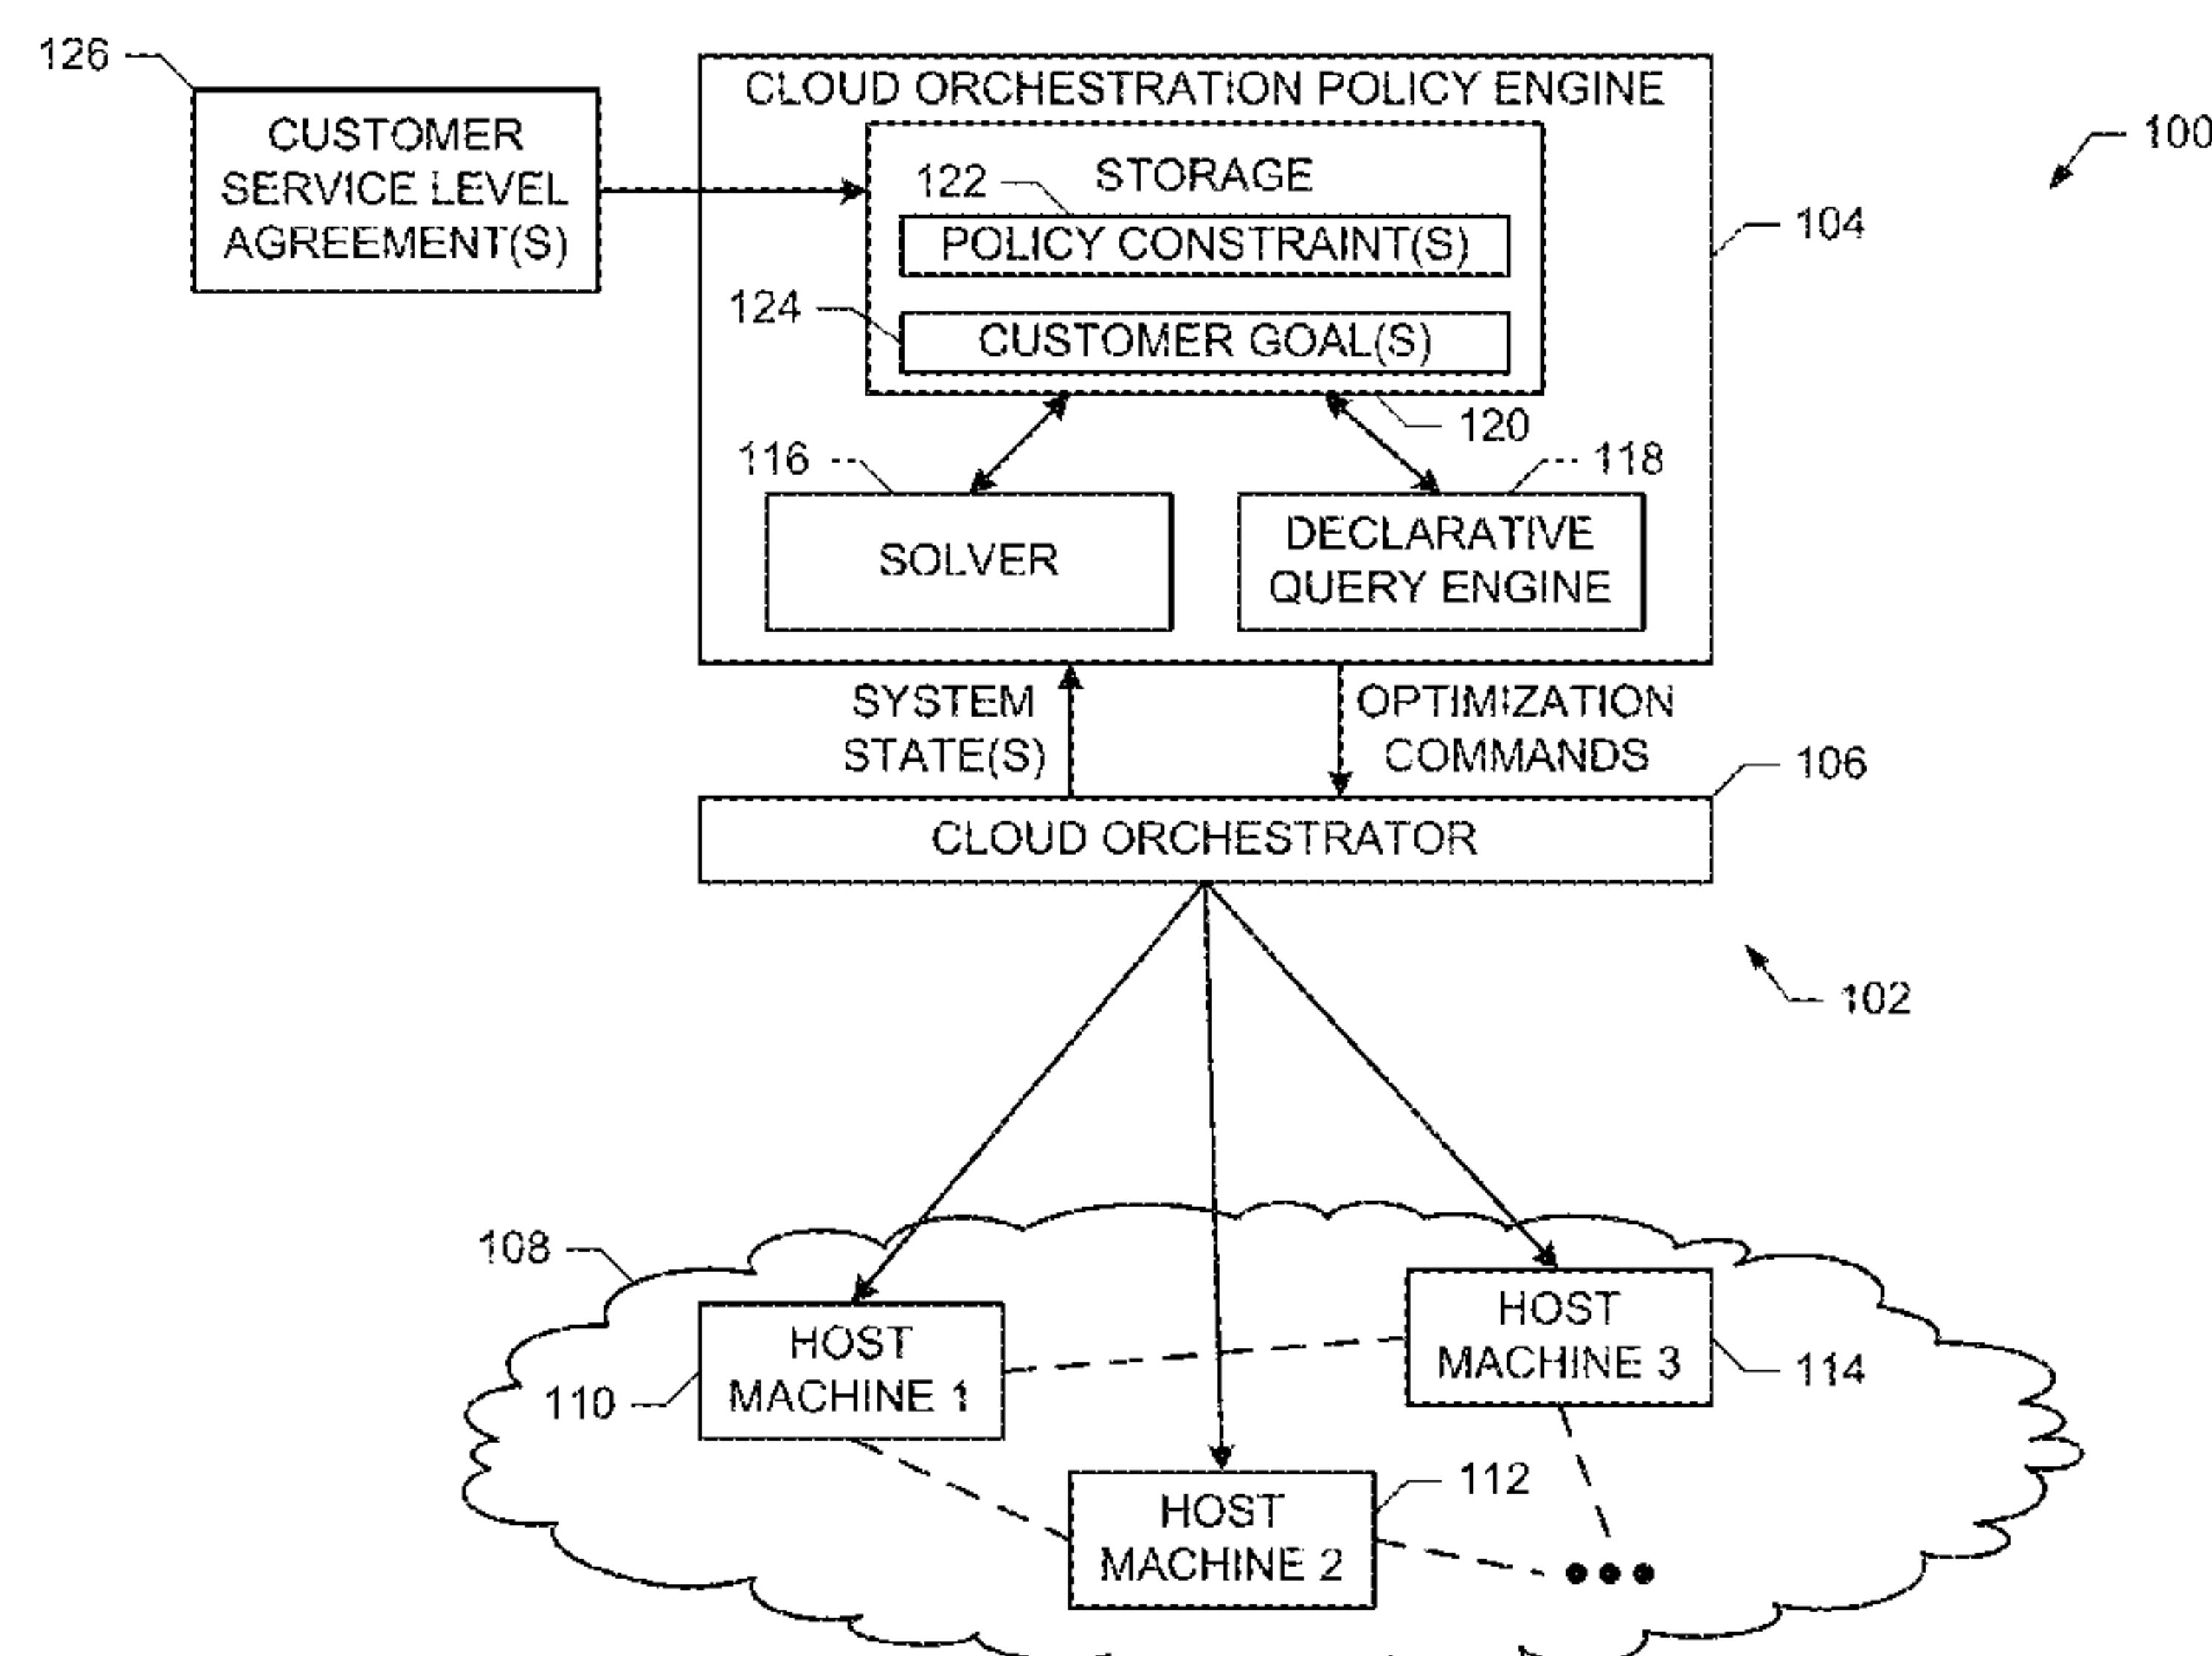 126
CUSTOMER
SERVICE LEVEL
AGREEMENT(S)
CLOUD ORCHESTRATION POLICY ENGINE
100
STORAGE
122
POLICY CONSTRAINT(S)
104
124
CUSTOMER GOAL(S)
120
116
118
SOLVER
DECLARATIVE
QUERY ENGINE
SYSTEM
STATE(S)
OPTIMIZATION
COMMANDS
106
CLOUD ORCHESTRATOR
102
108
HOST
MACHINE 1
110
HOST
MACHINE 3
114
HOST
MACHINE 2
112